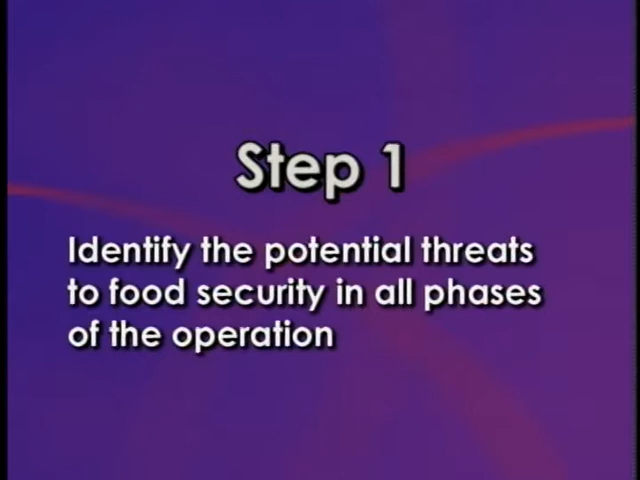 Step 1
Identify the potential threats
to food security in all phases
of the operation